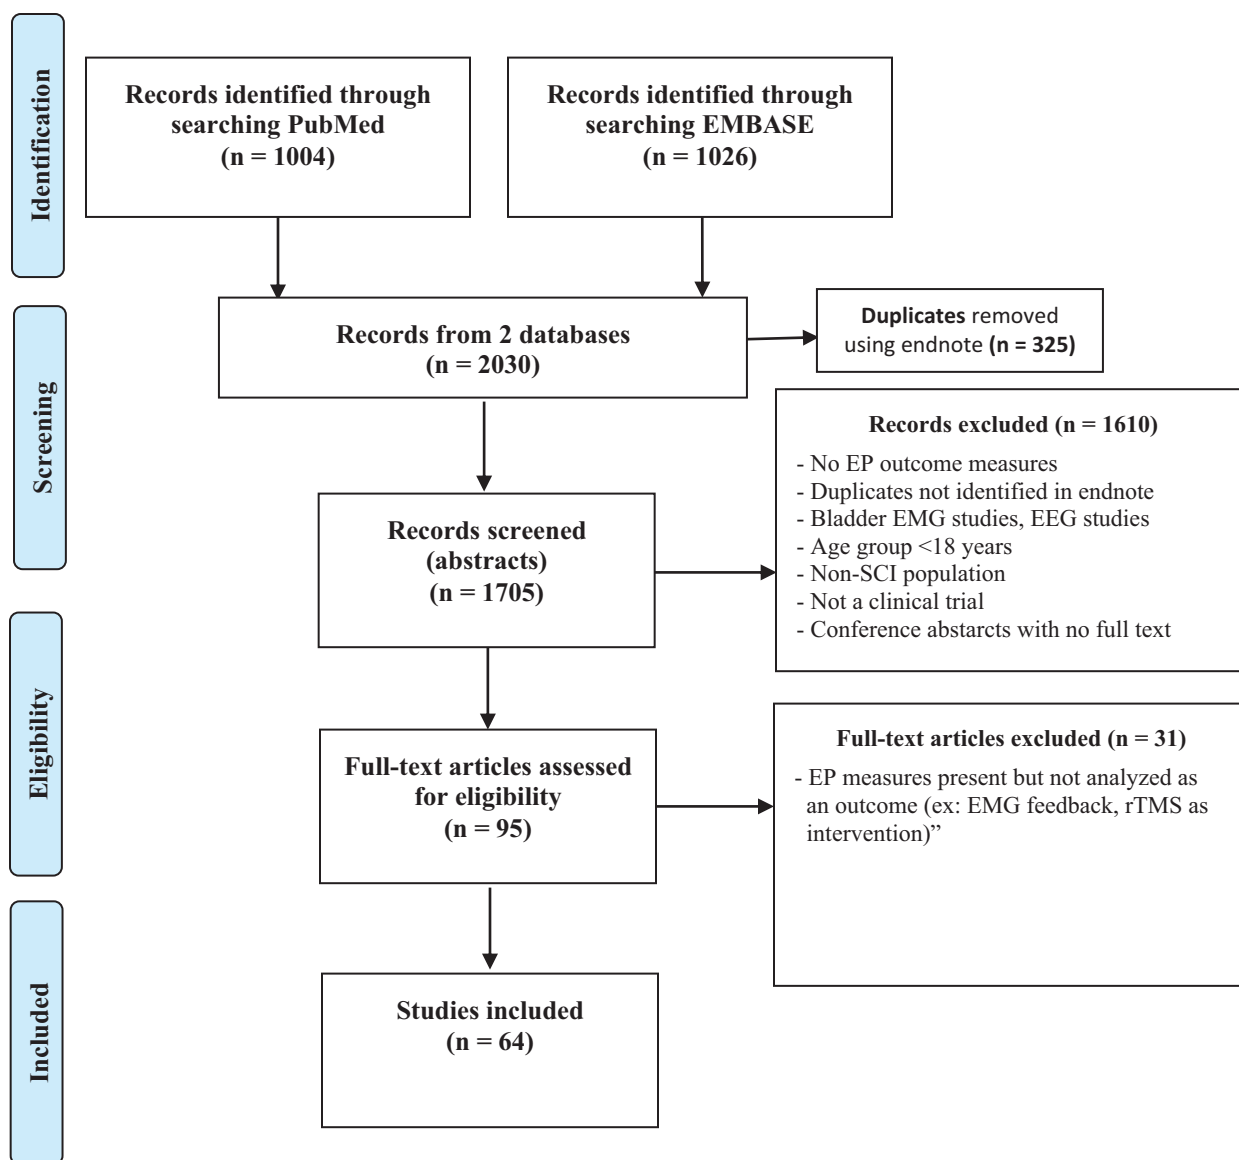 Identification
Records identified through
searching PubMed
(n = 1004)
Records identified through
searching EMBASE
(n = 1026)
Screening
Records from 2 databases
(n = 2030)
Duplicates removed
using endnote (n = 325)
Records screened
(abstracts)
(n = 1705)
Records excluded (n = 1610)
- No EP outcome measures
- Duplicates not identified in endnote
- Bladder EMG studies, EEG studies
- Age group <18 years
- Non-SCI population
- Not a clinical trial
- Conference abstarcts with no full text
Eligibility
Full-text articles assessed
for eligibility
(n = 95)
Full-text articles excluded (n = 31)
- EP measures present but not analyzed as
an outcome (ex: EMG feedback, rTMS as
intervention)”
Included
Studies included
(n = 64)